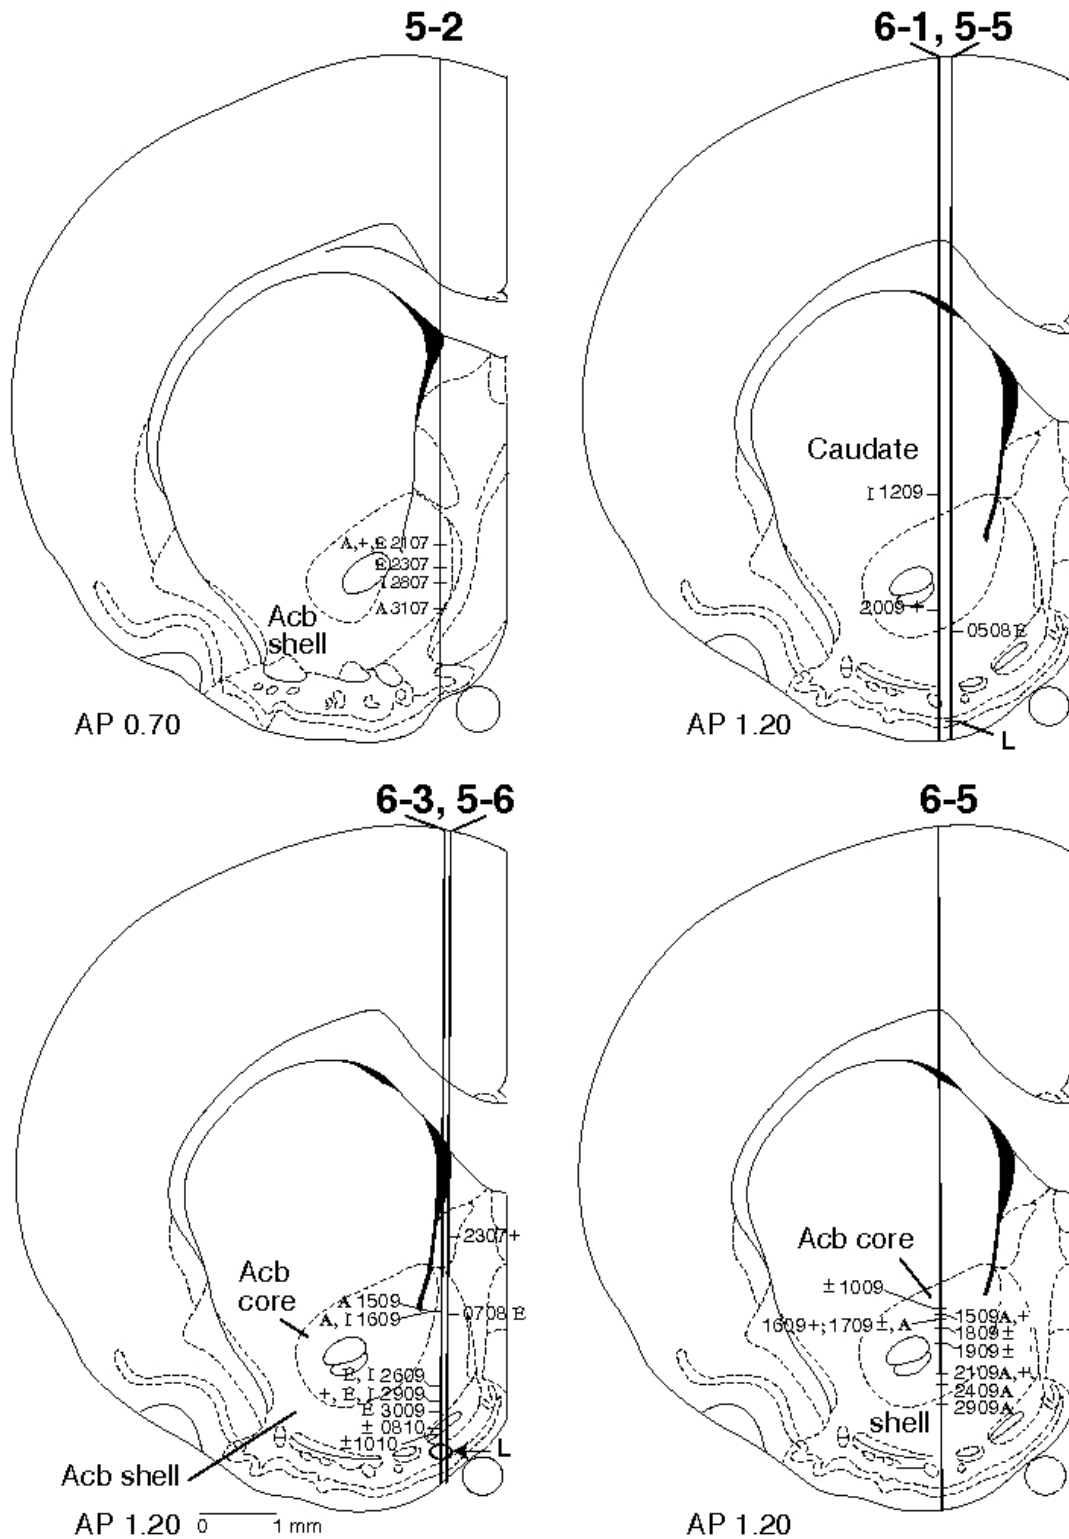 5-2
A,+,E 2107
E 2307
I 2807
A 3107
Acb
shell
AP 0.70
6-1, 5-5
Caudate
I 1209
2009 +
0508 E
AP 1.20
L
6-3, 5-6
2307+
Acb
core
A 1509
A, I 1609
0708 E
E, I 2609
+, E, I 2909
E 3009
± 0810
±1010
L
Acb shell
AP 1.20
0 1 mm
6-5
Acb core
± 1009
1509A,+
1609+;1709±,A
1809±
1909±
2109A,+
2409A
2909A
shell
AP 1.20